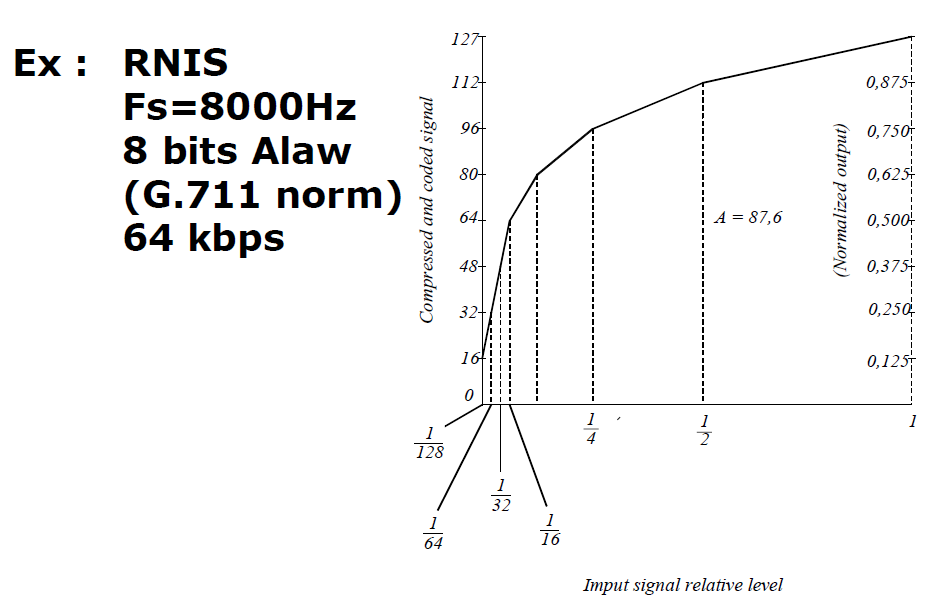 Ex : RNIS
Fs=8000Hz
8 bits Alaw
(G.711 norm)
64 kbps
Compressed and coded signal
127
112
96
80
64
48
32
16
0
(Normalized output)
0,875
0,750
0,625
0,500
0,375
0,250
0,125
A = 87,6
1/128
1/64
1/32
1/16
1/4
1/2
1
Imput signal relative level